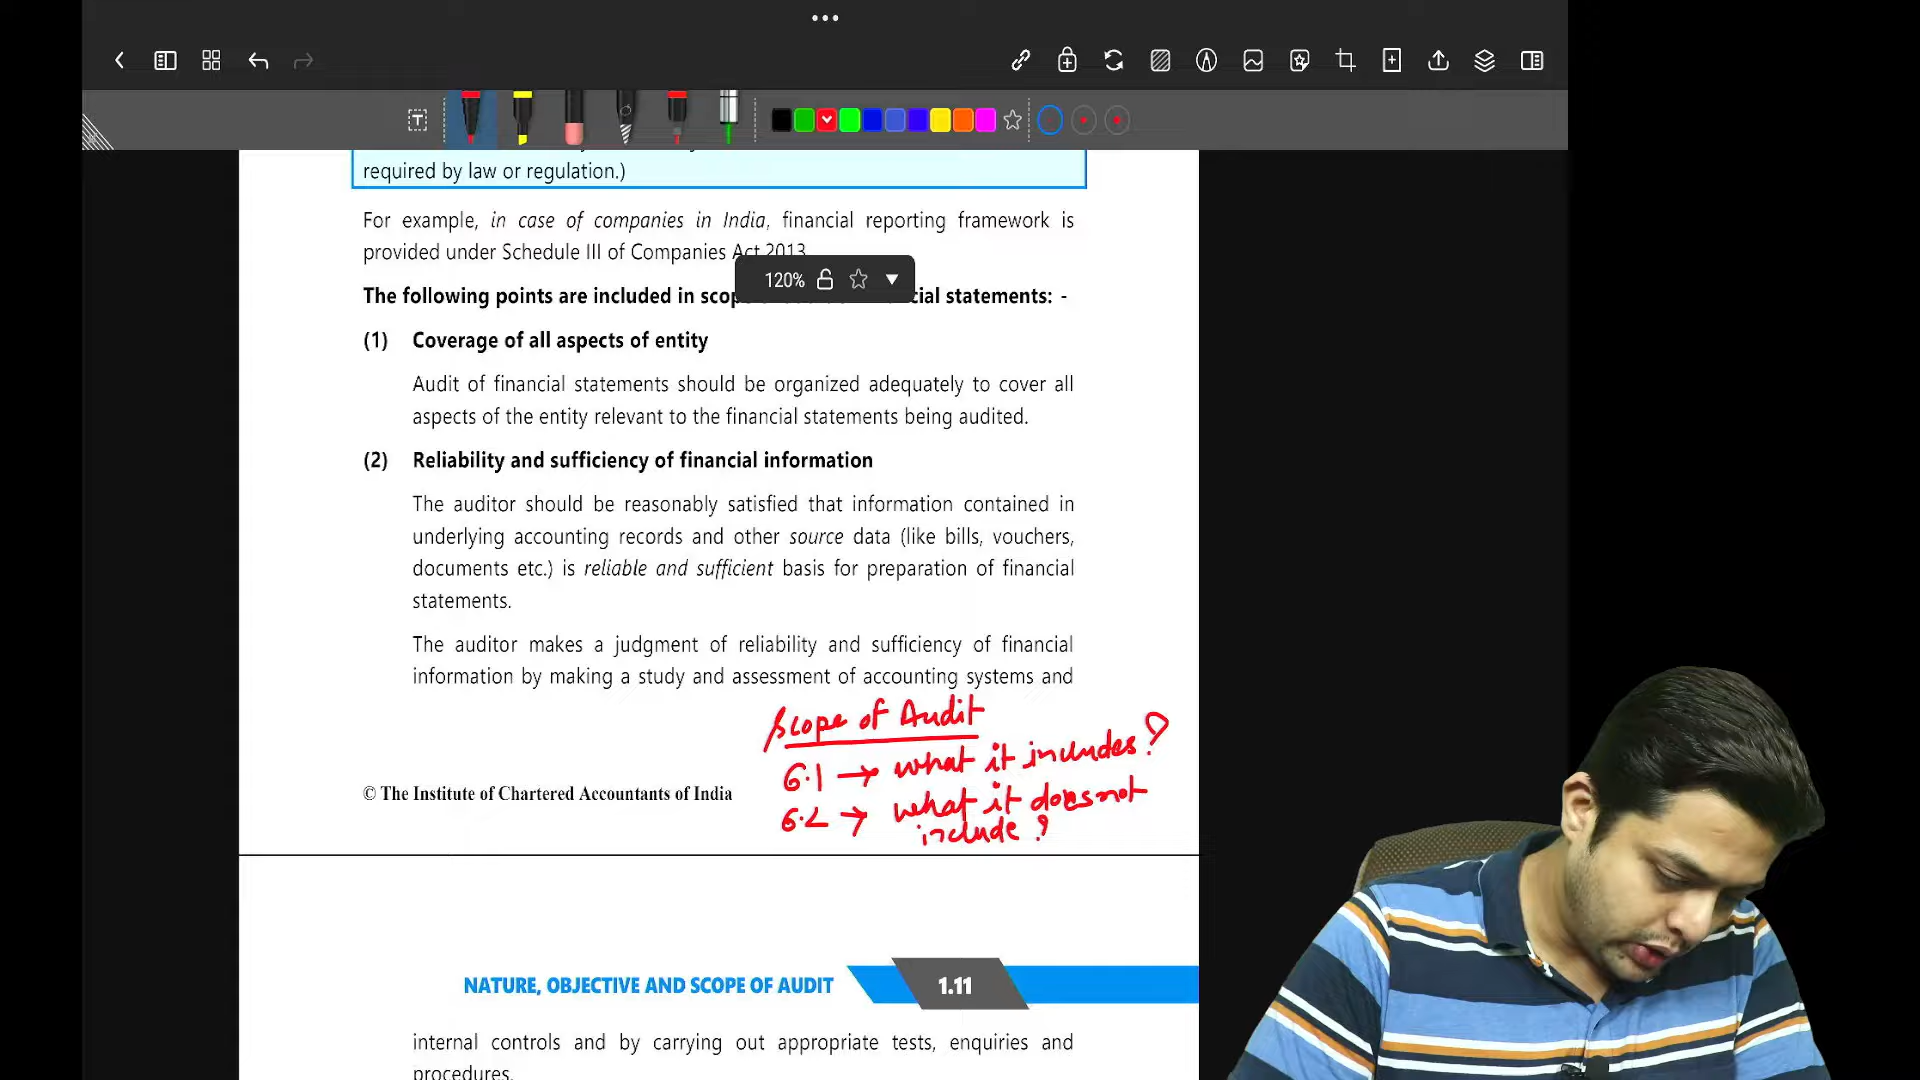 required by law or regulation.)
For example, in case of companies in India, financial reporting framework is
provided under Schedule III of Companies Act 2013
120%
The following points are included in scop cial statements: -
(1) Coverage of all aspects of entity
Audit of financial statements should be organized adequately to cover all
aspects of the entity relevant to the financial statements being audited.
(2) Reliability and sufficiency of financial information
The auditor should be reasonably satisfied that information contained in
underlying accounting records and other source data (like bills, vouchers,
documents etc.) is reliable and sufficient basis for preparation of financial
statements.
The auditor makes a judgment of reliability and sufficiency of financial
information by making a study and assessment of accounting systems and
Scope of Audit
6.1 → what it includes?
6.2 → what it does not
include?
© The Institute of Chartered Accountants of India
NATURE, OBJECTIVE AND SCOPE OF AUDIT 1.11
internal controls and by carrying out appropriate tests, enquiries and
procedures.